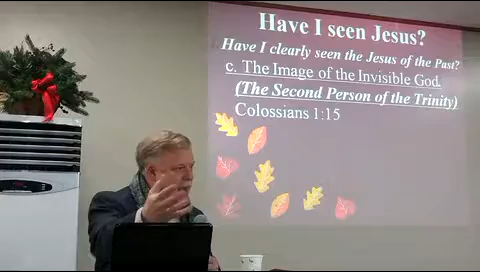 Have I seen Jesus?
Have I clearly seen the Jesus of the Past?
c. The Image of the Invisible God.
(The Second Person of the Trinity)
Colossians 1:15